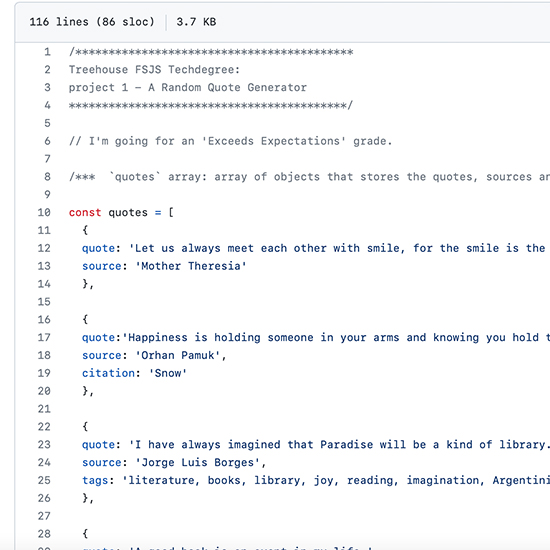 116 lines (86 sloc) 3.7 KB
1 /******************************************
2 Treehouse FSJS Techdegree:
3 project 1 - A Random Quote Generator
4 ******************************************/
5
6 // I'm going for an 'Exceeds Expectations' grade.
7
8 /*** `quotes` array: array of objects that stores the quotes, sources
9
10 const quotes = [
11 {
12 quote: 'Let us always meet each other with smile, for the smile is the
13 source: 'Mother Theresia'
14 },
15
16 {
17 quote:'Happiness is holding someone in your arms and knowing you hold
18 source: 'Orhan Pamuk',
19 citation: 'Snow'
20 },
21
22 {
23 quote: 'I have always imagined that Paradise will be a kind of library.
24 source: 'Jorge Luis Borges',
25 tags: 'literature, books, library, joy, reading, imagination, Argentini
26 },
27
28 {